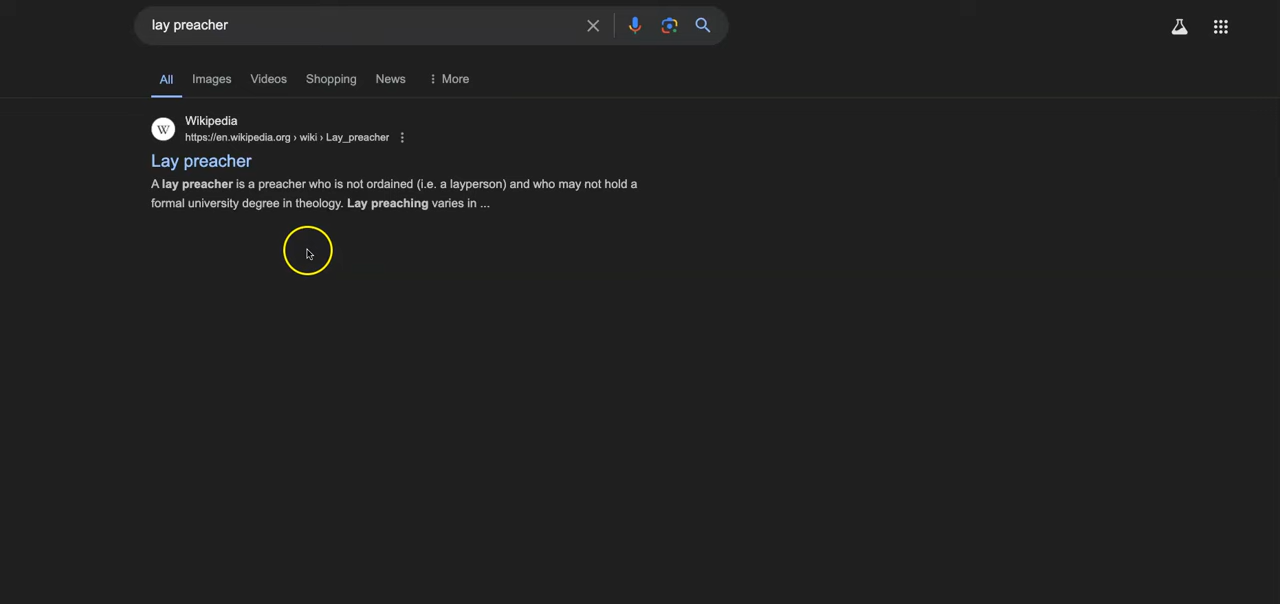 lay preacher
All Images Videos Shopping News More
W Wikipedia
https://en.wikipedia.org › wiki › Lay_preacher
Lay preacher
A lay preacher is a preacher who is not ordained (i.e. a layperson) and who may not hold a
formal university degree in theology. Lay preaching varies in ...